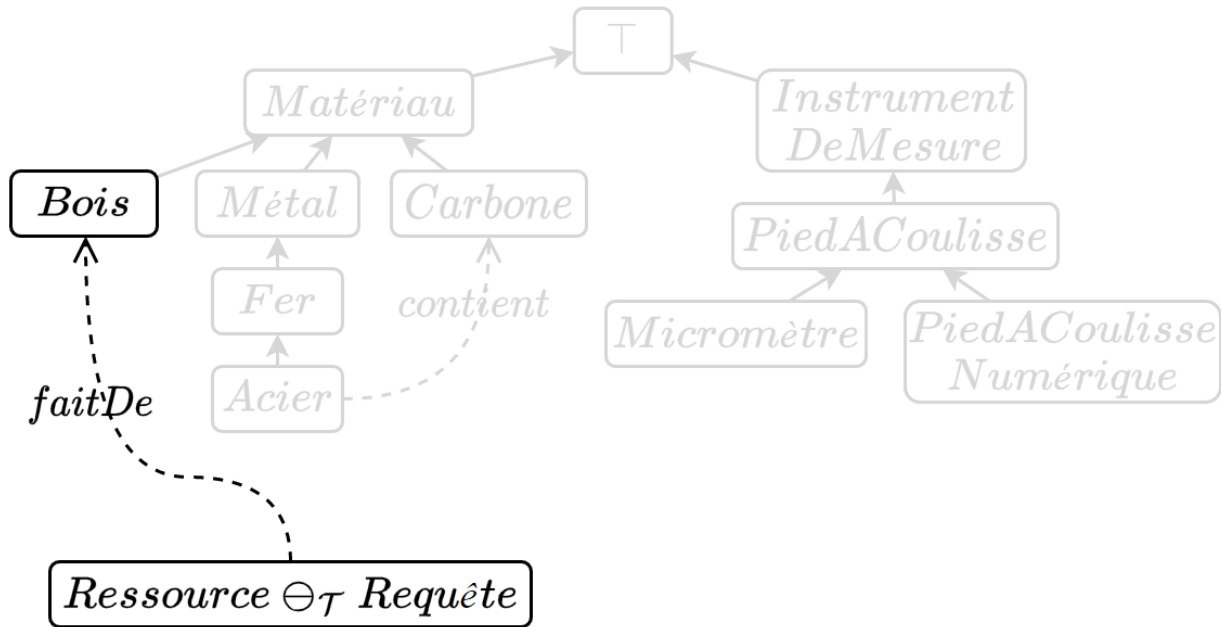 ⊤
Matériau
Instrument
DeMesure
Bois
Métal
Carbone
PiedACoulisse
Fer
contient
Micromètre
PiedACoulisse
Numérique
Acier
faitDe
Ressource ⊖𝒯 Requête